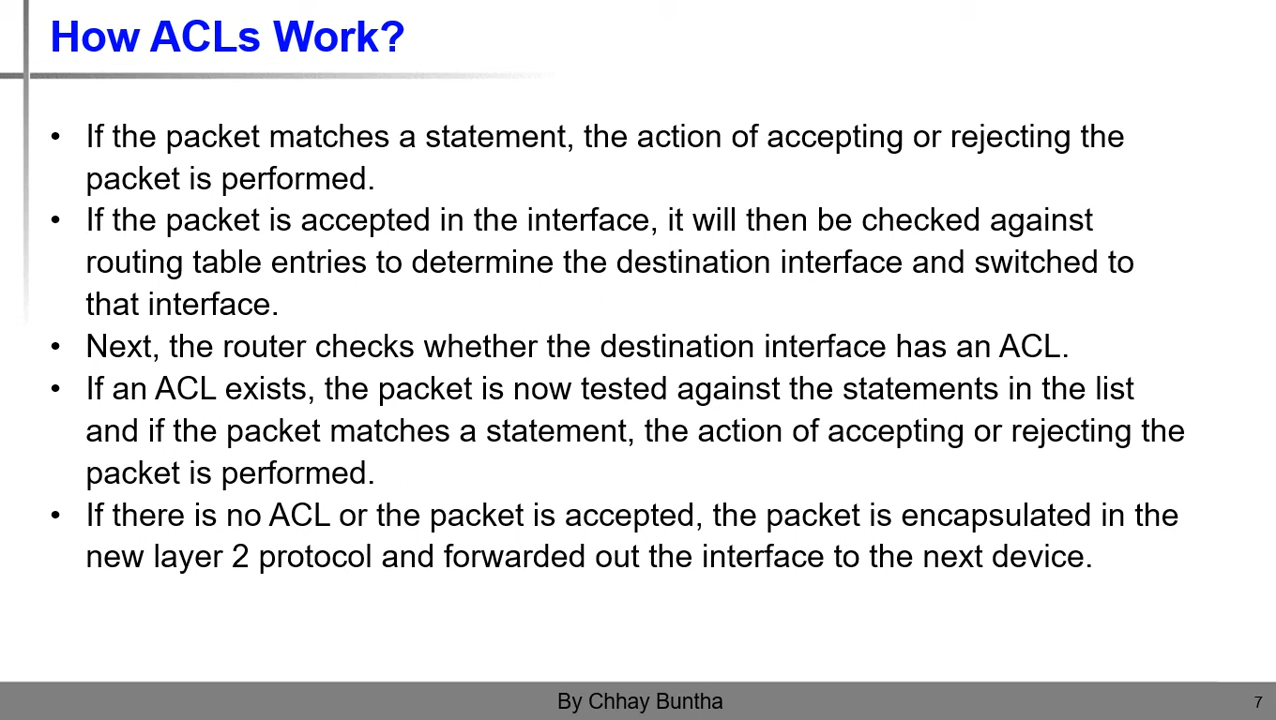 How ACLs Work?
• If the packet matches a statement, the action of accepting or rejecting the
packet is performed.
• If the packet is accepted in the interface, it will then be checked against
routing table entries to determine the destination interface and switched to
that interface.
• Next, the router checks whether the destination interface has an ACL.
• If an ACL exists, the packet is now tested against the statements in the list
and if the packet matches a statement, the action of accepting or rejecting the
packet is performed.
• If there is no ACL or the packet is accepted, the packet is encapsulated in the
new layer 2 protocol and forwarded out the interface to the next device.
By Chhay Buntha
7